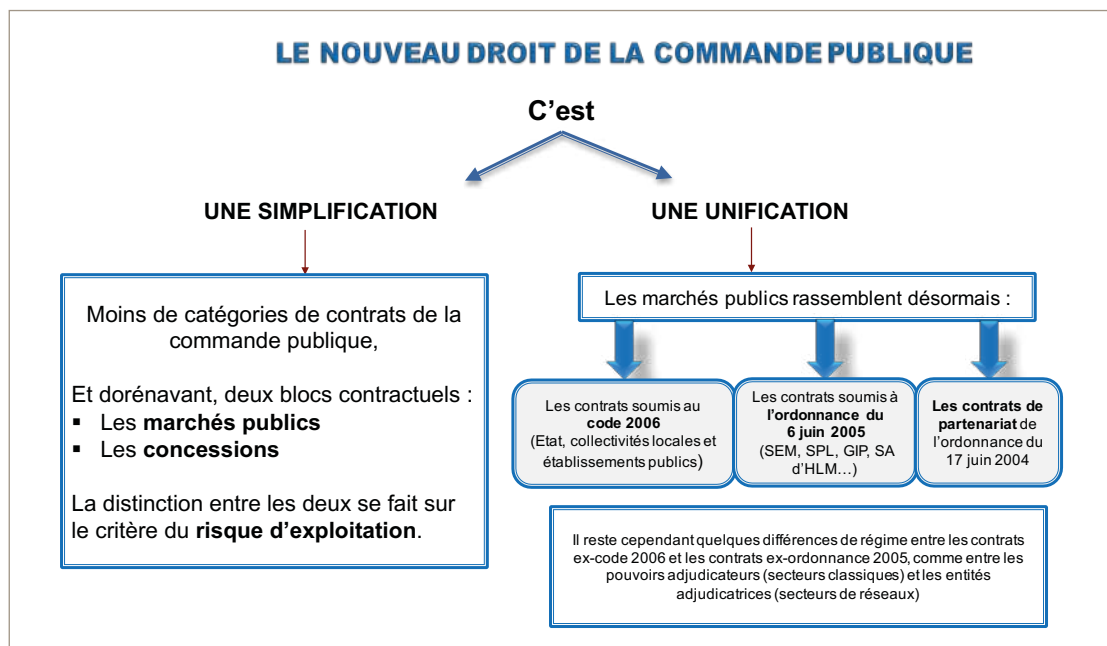 LE NOUVEAU DROIT DE LA COMMANDE PUBLIQUE
C’est
UNE SIMPLIFICATION
Moins de catégories de contrats de la
commande publique,
Et dorénavant, deux blocs contractuels :
▪ Les marchés publics
▪ Les concessions
La distinction entre les deux se fait sur
le critère du risque d’exploitation.
UNE UNIFICATION
Les marchés publics rassemblent désormais :
Les contrats soumis au
code 2006
(Etat, collectivités locales et
établissements publics)
Les contrats soumis à
l’ordonnance du
6 juin 2005
(SEM, SPL, GIP, SA
d’HLM…)
Les contrats de
partenariat de
l’ordonnance du
17 juin 2004
Il reste cependant quelques différences de régime entre les contrats
ex-code 2006 et les contrats ex-ordonnance 2005, comme entre les
pouvoirs adjudicateurs (secteurs classiques) et les entités
adjudicatrices (secteurs de réseaux)